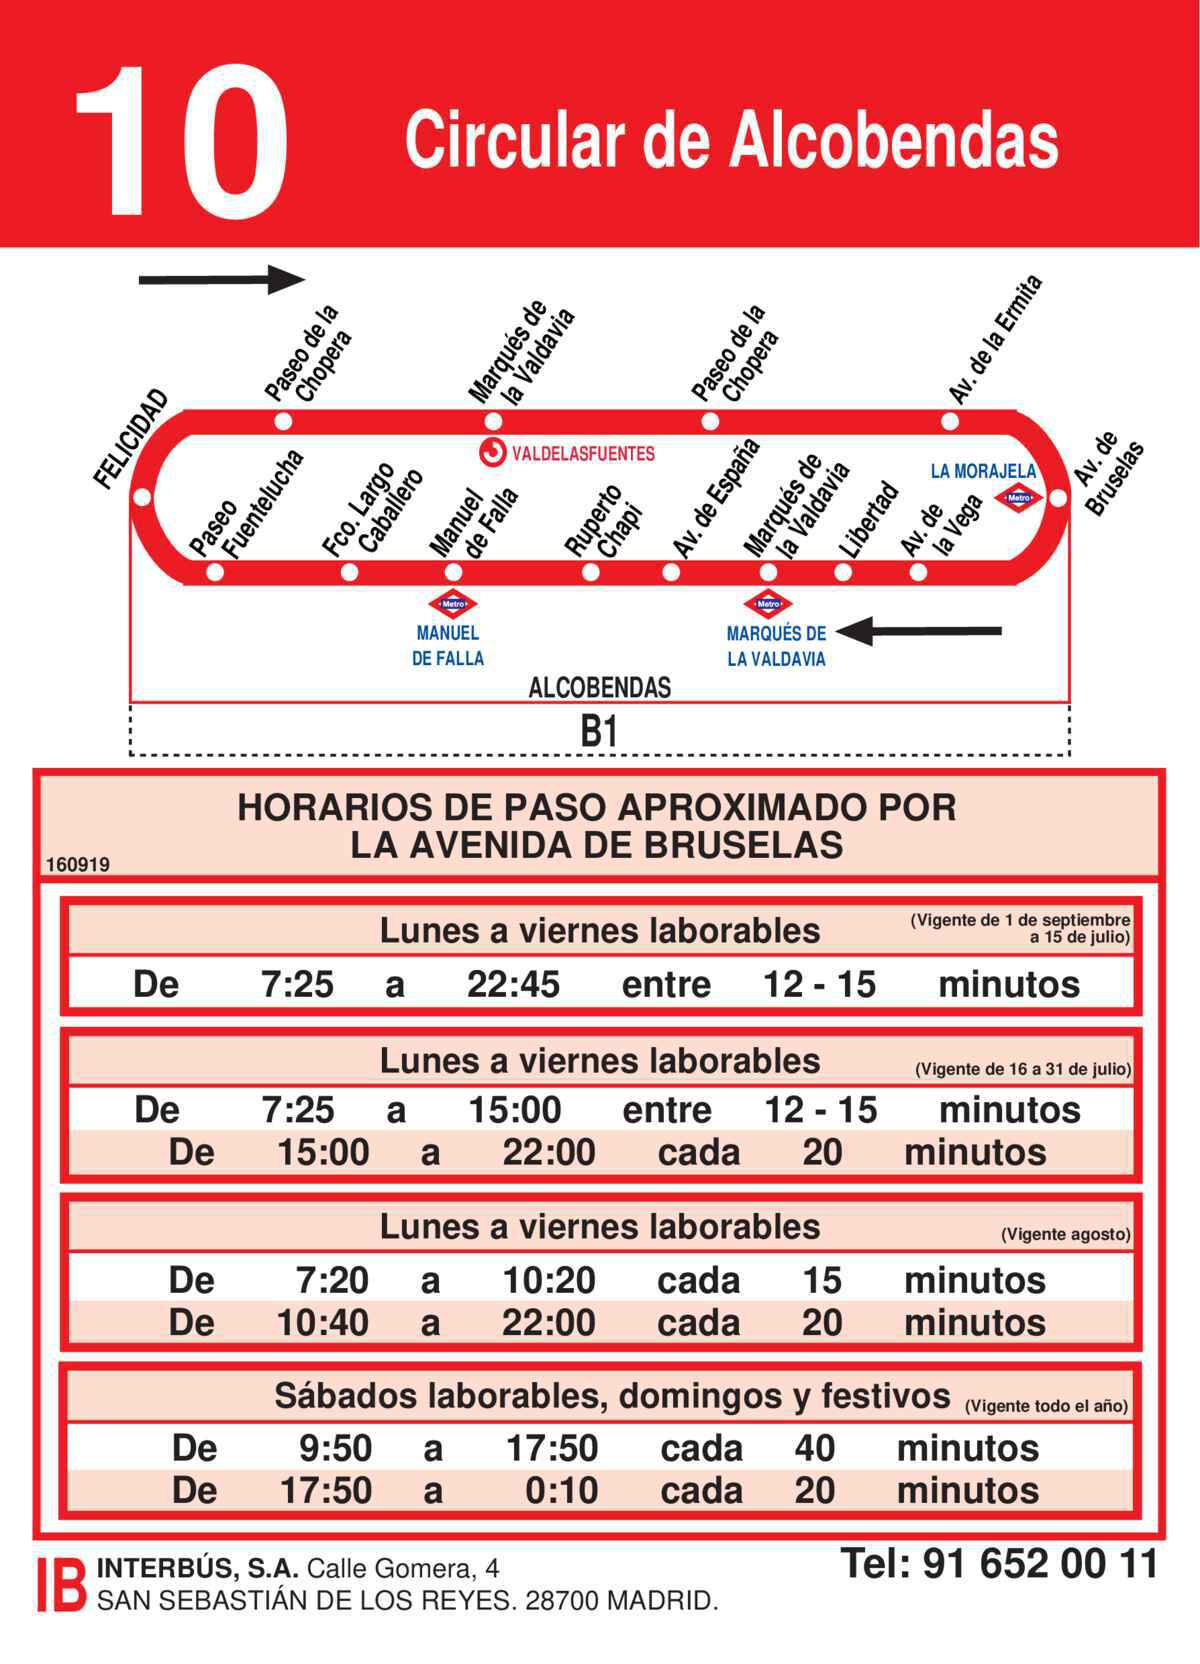 10
Circular de Alcobendas
FELICIDAD
Paseo de la
Chopera
Marqués de
la Valdavia
Paseo de la
Chopera
Av. de la Ermita
Av. de
Bruselas
VALDELASFUENTES
LA MORAJELA
Metro
Paseo
Fuentelucha
Fco. Largo
Caballero
Manuel
de Falla
Ruperto
Chapi
Av. de España
Marqués de
la Valdavia
Libertad
Av. de
la Vega
Metro
MANUEL
DE FALLA
Metro
MARQUÉS DE
LA VALDAVIA
ALCOBENDAS
B1
HORARIOS DE PASO APROXIMADO POR
LA AVENIDA DE BRUSELAS
160919
Lunes a viernes laborables (Vigente de 1 de septiembre
a 15 de julio)
De 7:25 a 22:45 entre 12 - 15 minutos
Lunes a viernes laborables (Vigente de 16 a 31 de julio)
De 7:25 a 15:00 entre 12 - 15 minutos
De 15:00 a 22:00 cada 20 minutos
Lunes a viernes laborables (Vigente agosto)
De 7:20 a 10:20 cada 15 minutos
De 10:40 a 22:00 cada 20 minutos
Sábados laborables, domingos y festivos (Vigente todo el año)
De 9:50 a 17:50 cada 40 minutos
De 17:50 a 0:10 cada 20 minutos
IB INTERBÚS, S.A. Calle Gomera, 4
SAN SEBASTIÁN DE LOS REYES. 28700 MADRID.
Tel: 91 652 00 11